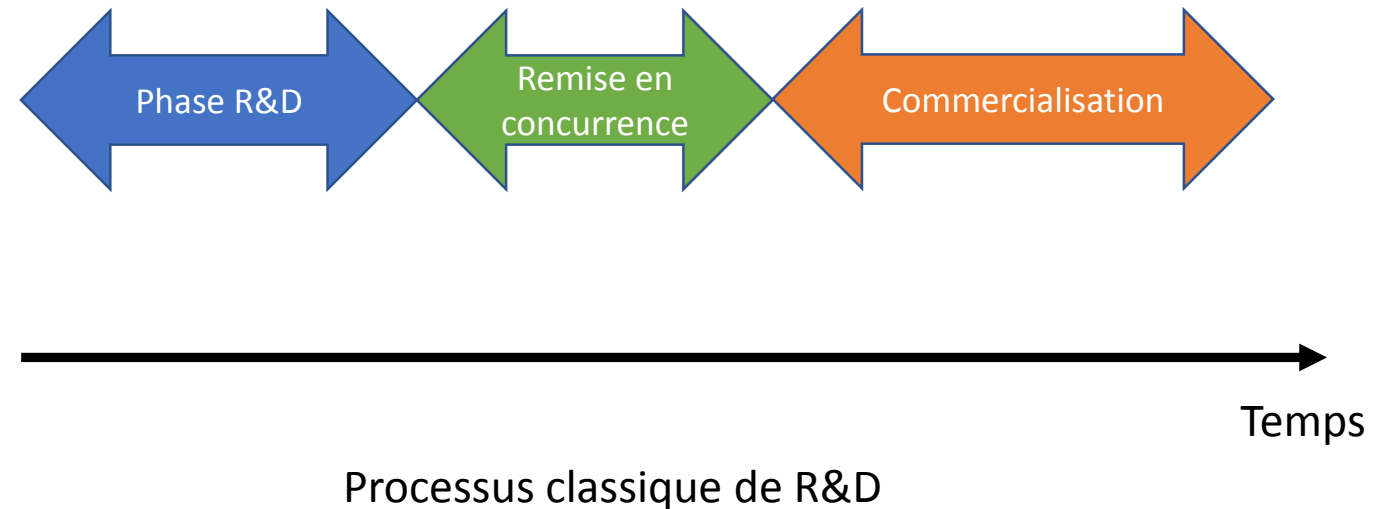 Phase R&D
Remise en
concurrence
Commercialisation
Temps
Processus classique de R&D